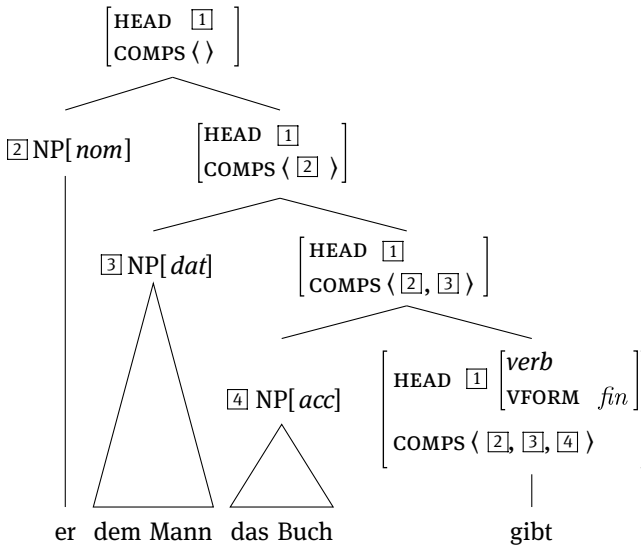 HEAD 1
COMPS ⟨ ⟩
2 NP[nom]
HEAD 1
COMPS ⟨ 2 ⟩
3 NP[dat]
HEAD 1
COMPS ⟨ 2, 3 ⟩
4 NP[acc]
HEAD 1 verb
VFORM fin
COMPS ⟨ 2, 3, 4 ⟩
er dem Mann das Buch gibt